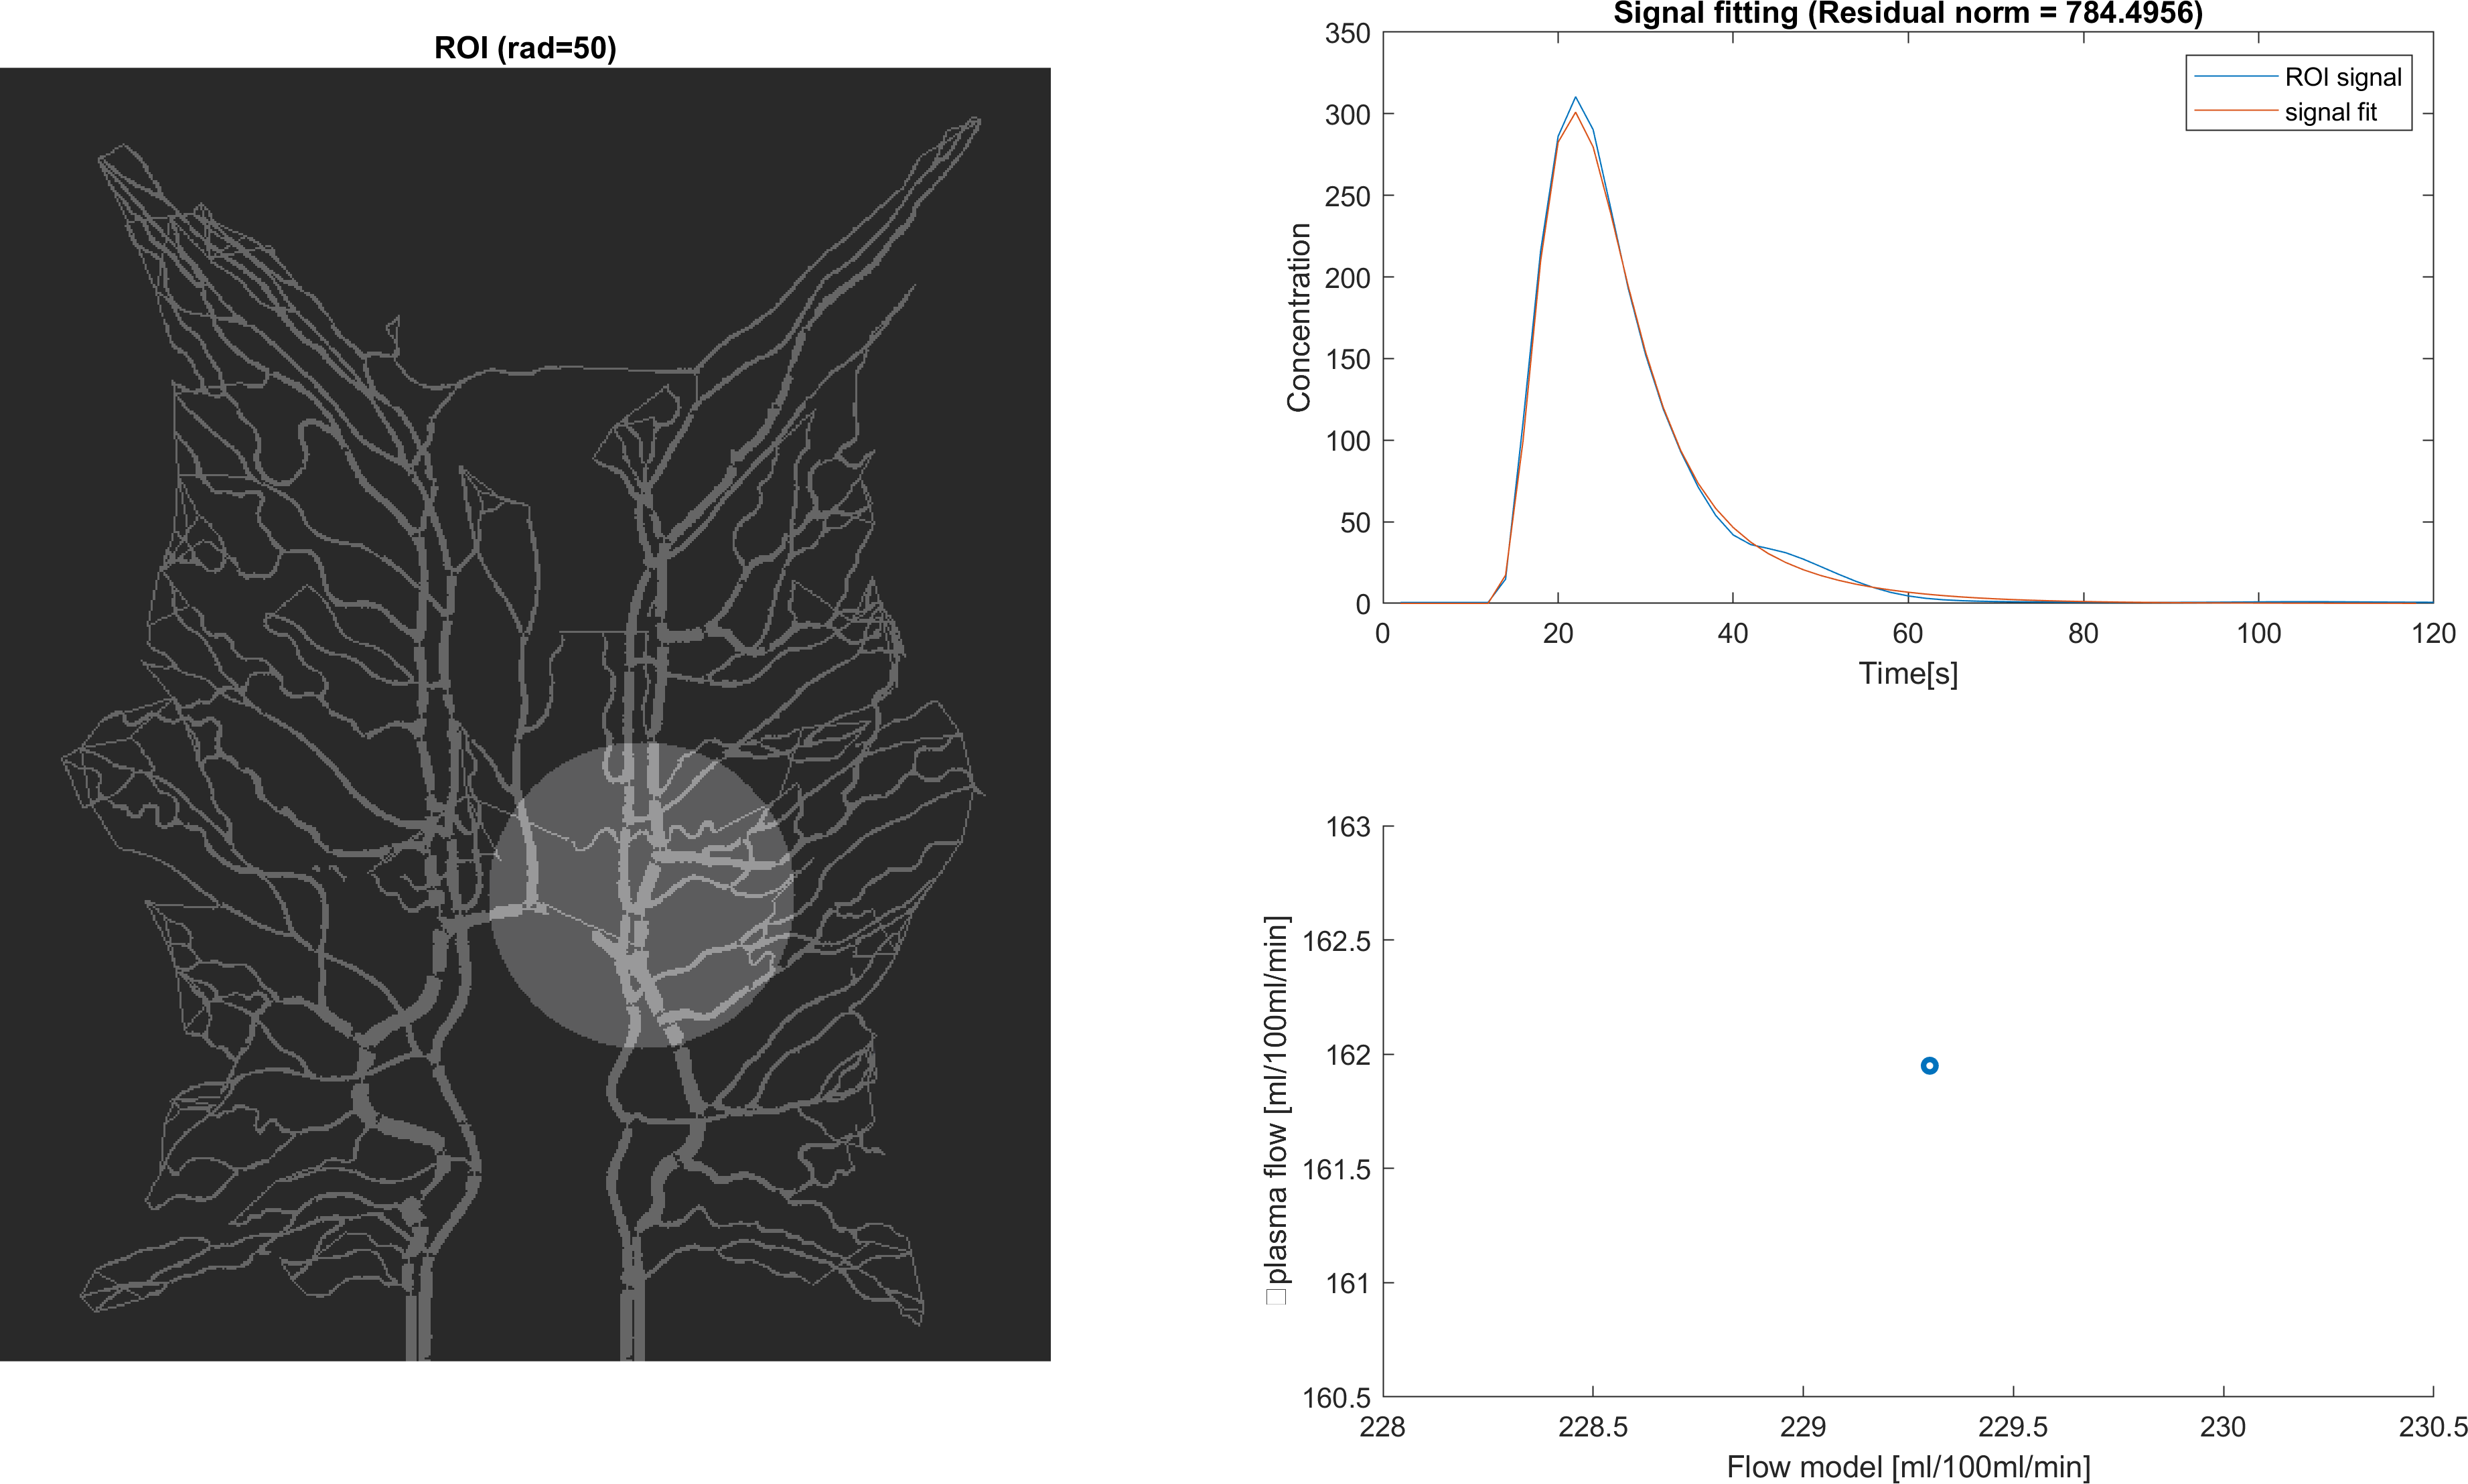 ROI (rad=50)
Signal fitting (Residual norm = 784.4956)
350
300
250
200
150
100
50
0
Concentration
ROI signal
signal fit
0 20 40 60 80 100 120
Time[s]
163
162.5
162
161.5
161
160.5
□plasma flow [ml/100ml/min]
228 228.5 229 229.5 230 230.5
Flow model [ml/100ml/min]